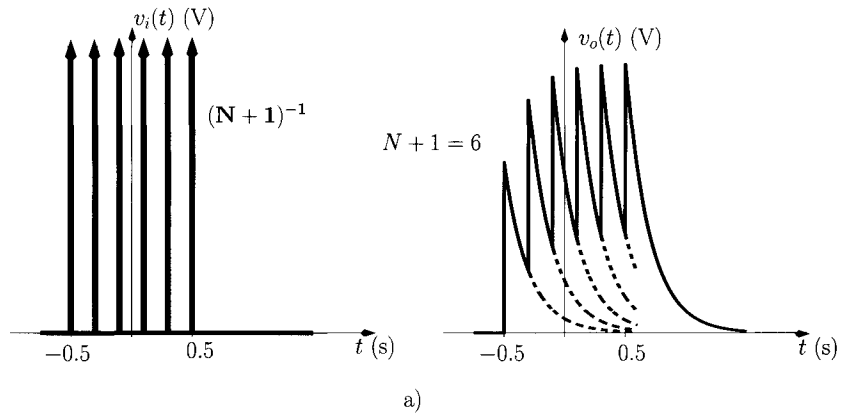 v_i(t) (V)
(N + 1)^{-1}
−0.5
0.5
t (s)
v_o(t) (V)
N + 1 = 6
−0.5
0.5
t (s)
a)